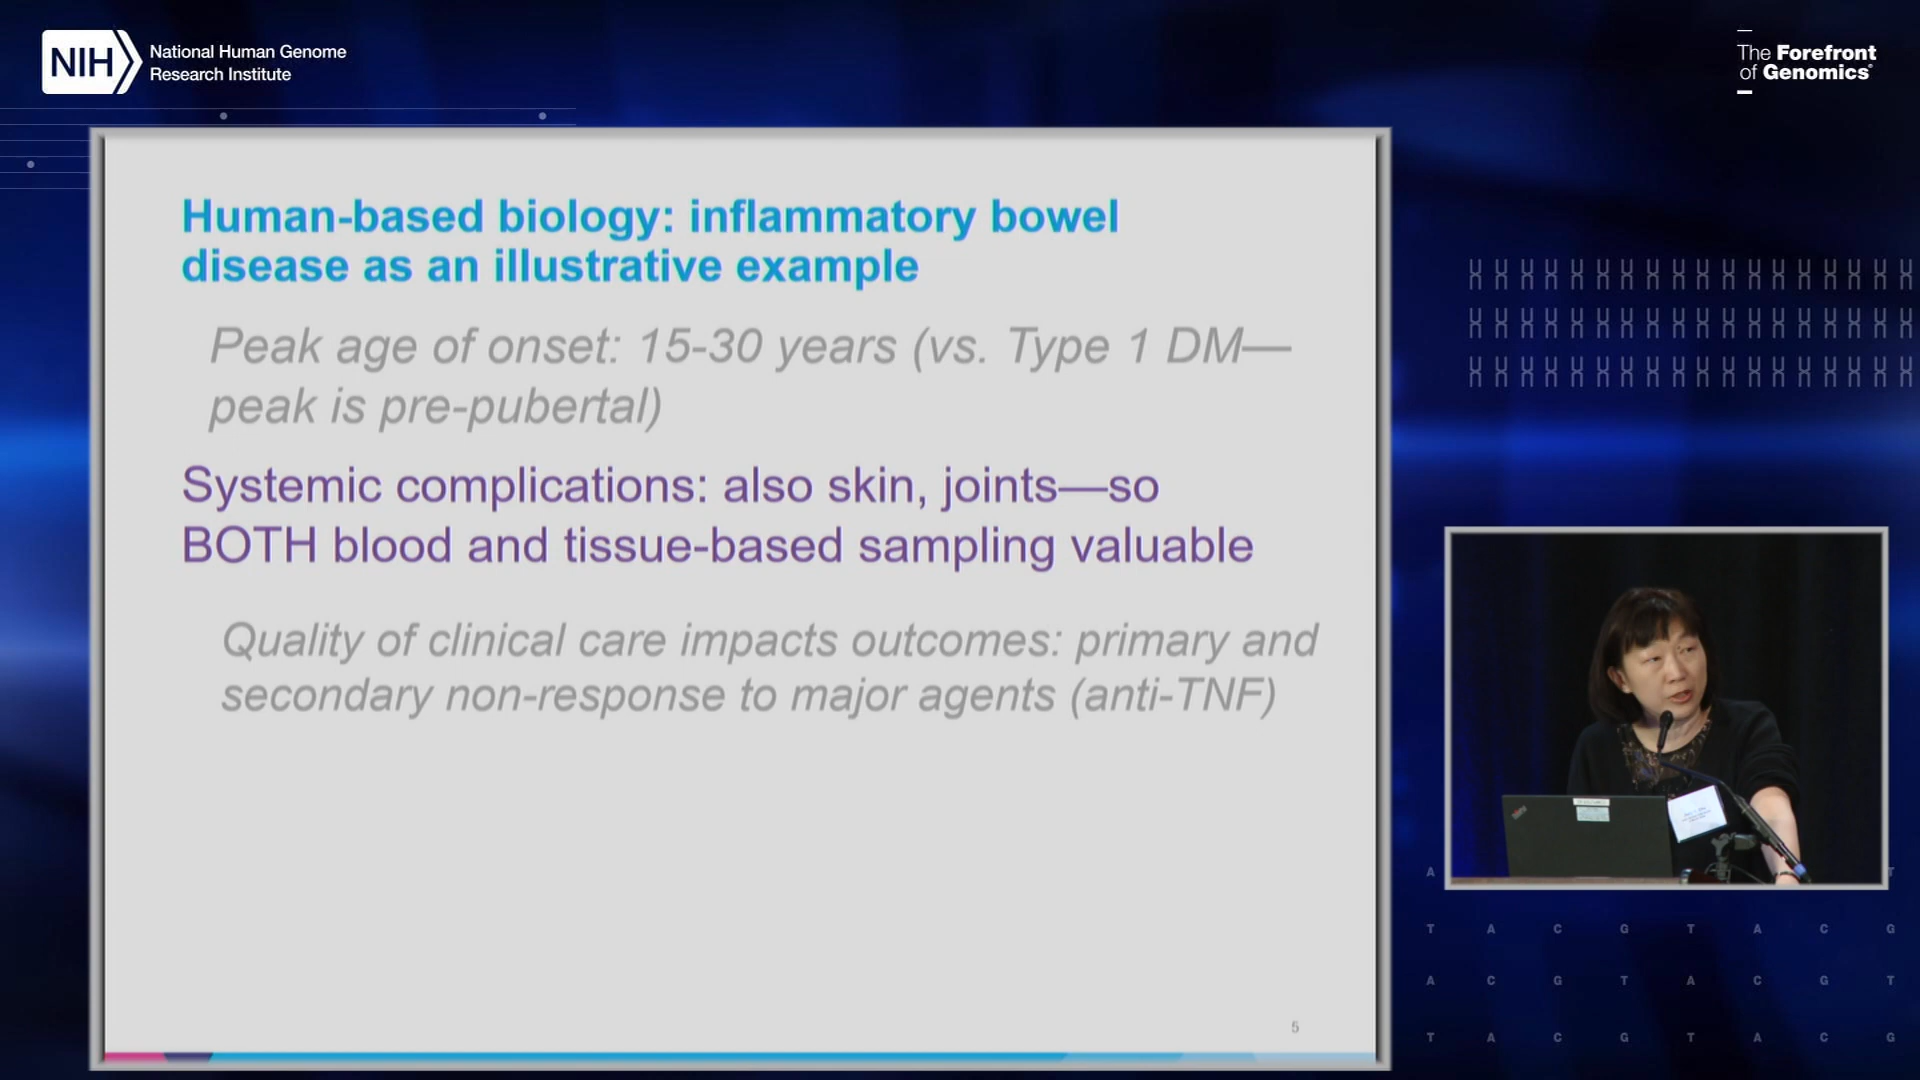 NIH
National Human Genome
Research Institute
The Forefront
of Genomics®
Human-based biology: inflammatory bowel
disease as an illustrative example
Peak age of onset: 15-30 years (vs. Type 1 DM—
peak is pre-pubertal)
Systemic complications: also skin, joints—so
BOTH blood and tissue-based sampling valuable
Quality of clinical care impacts outcomes: primary and
secondary non-response to major agents (anti-TNF)
5
A T
T A C G T A C G
A C G T A C G T
T A C G T A C G